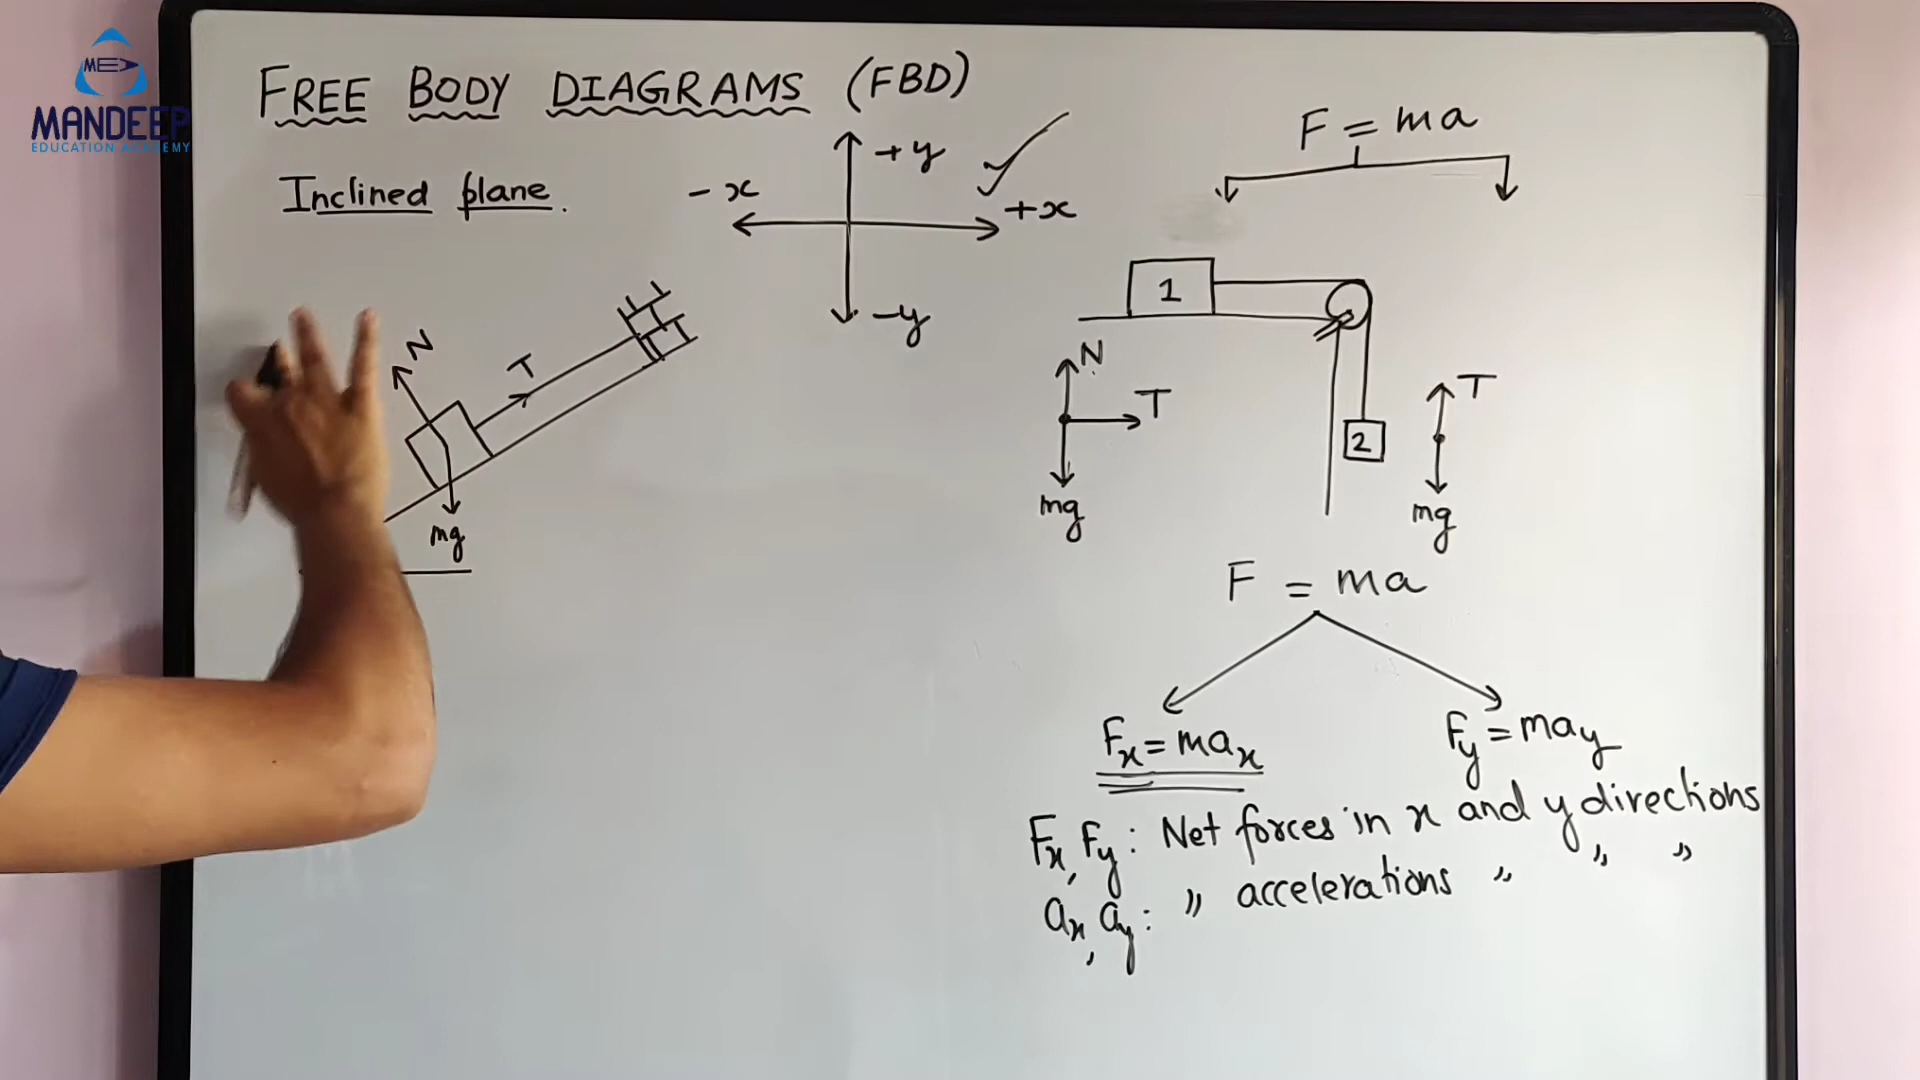 MED
MANDEEP
EDUCATION ACADEMY
FREE BODY DIAGRAMS (FBD)
Inclined plane.
+y
-x
+x
-y
F = ma
N
T
mg
1
2
N
T
mg
T
mg
F = ma
Fx = max
Fy = may
Fx, Fy : Net forces in x and y directions
ax, ay : " accelerations " " "